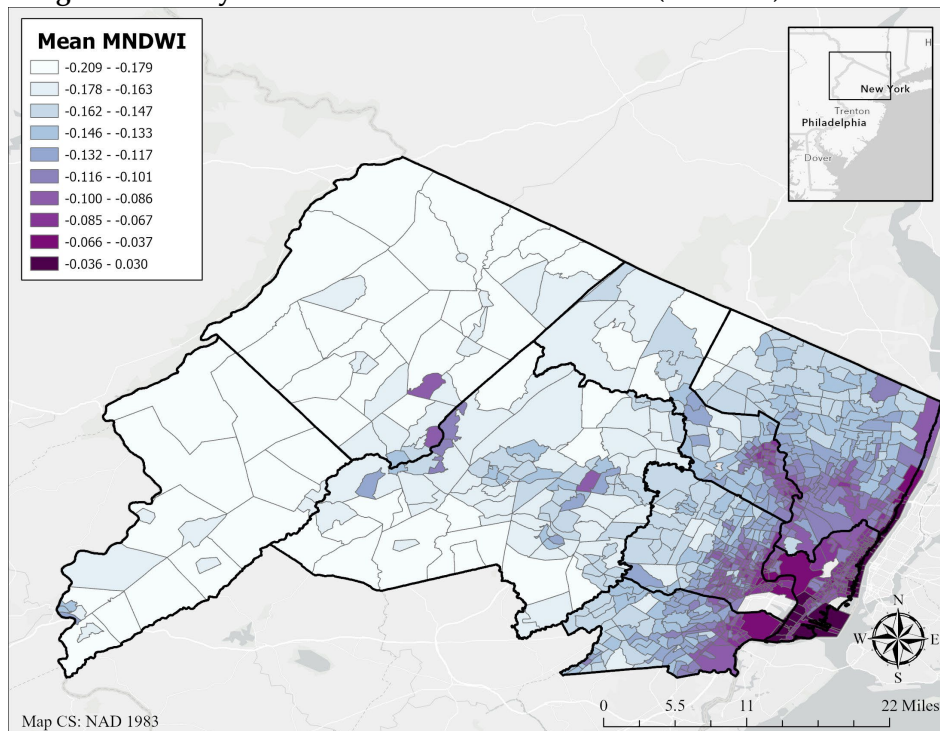 Mean MNDWI
-0.209 - -0.179
-0.178 - -0.163
-0.162 - -0.147
-0.146 - -0.133
-0.132 - -0.117
-0.116 - -0.101
-0.100 - -0.086
-0.085 - -0.067
-0.066 - -0.037
-0.036 - 0.030
H
New York
Trenton
Philadelphia
Dover
N
W E
S
0 5.5 11 22 Miles
Map CS: NAD 1983